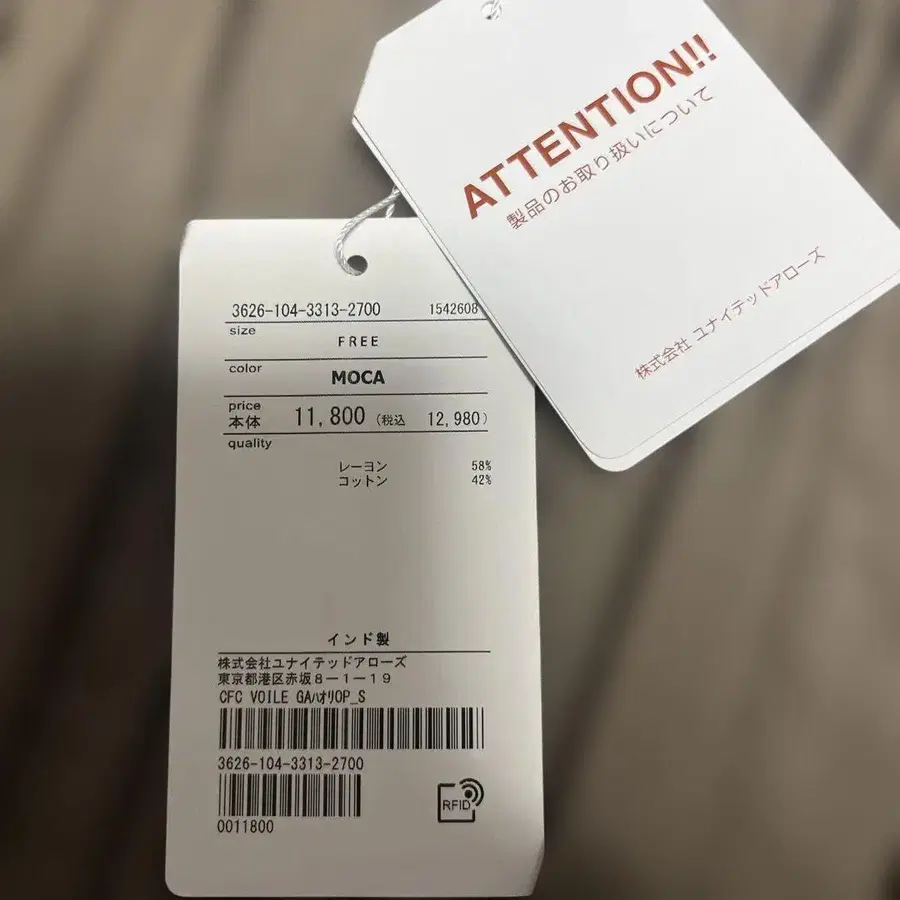 ATTENTION!!
製品のお取り扱いについて
株式会社 ユナイテッドアローズ
3626-104-3313-2700 1542608
size
FREE
color
MOCA
price
本体 11,800 (税込 12,980)
quality
レーヨン 58%
コットン 42%
インド製
株式会社ユナイテッドアローズ
東京都港区赤坂8-1-19
CFC VOILE GAハオリOP_S
3626-104-3313-2700
0011800
RFID